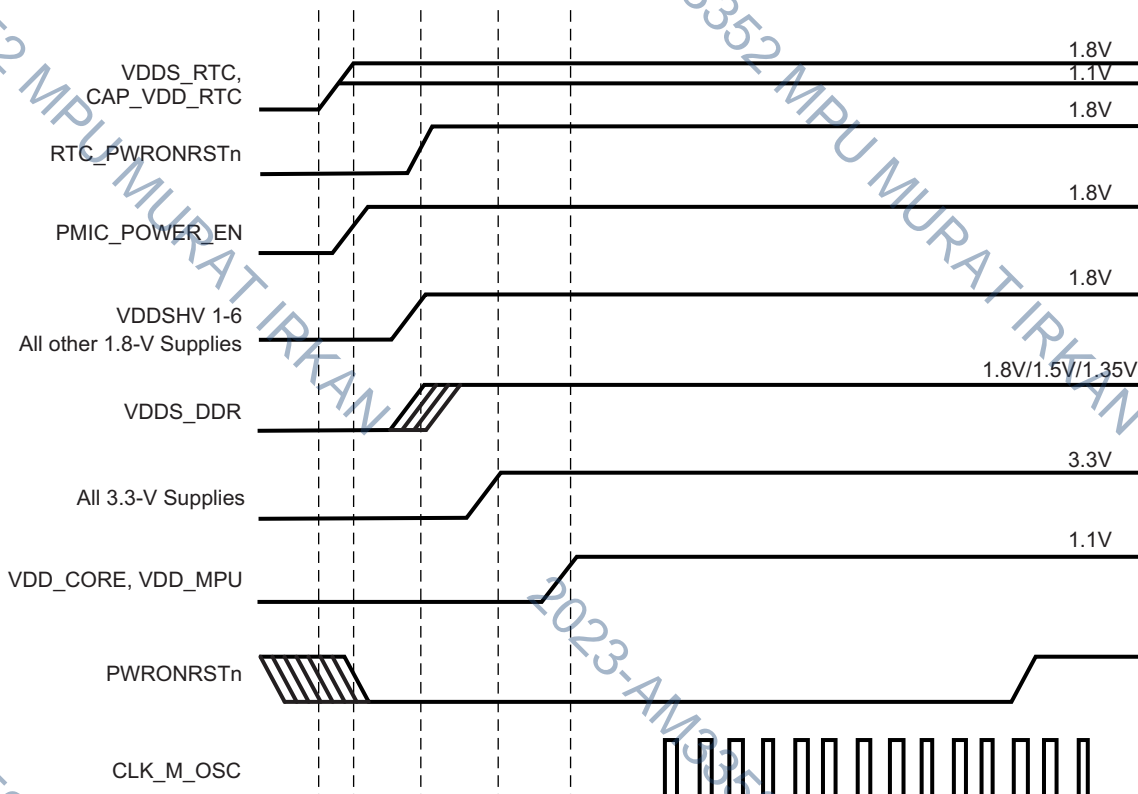 3352
1.8V
VDDS_RTC,
1.1V
CAP_VDD_RTC
1.8V
RTC_PWRONRSTn
1.8V
PMIC_POWER_EN
1.8V
VDDSHV 1-6
All other 1.8-V Supplies
1.8V/1.5V/1.35V
VDDS_DDR
3.3V
All 3.3-V Supplies
1.1V
VDD_CORE, VDD_MPU
PWRONRSTn
CLK_M_OSC
2 MPU MURAT IRKAN
MPU MURAT IRKAN
2023-AM335